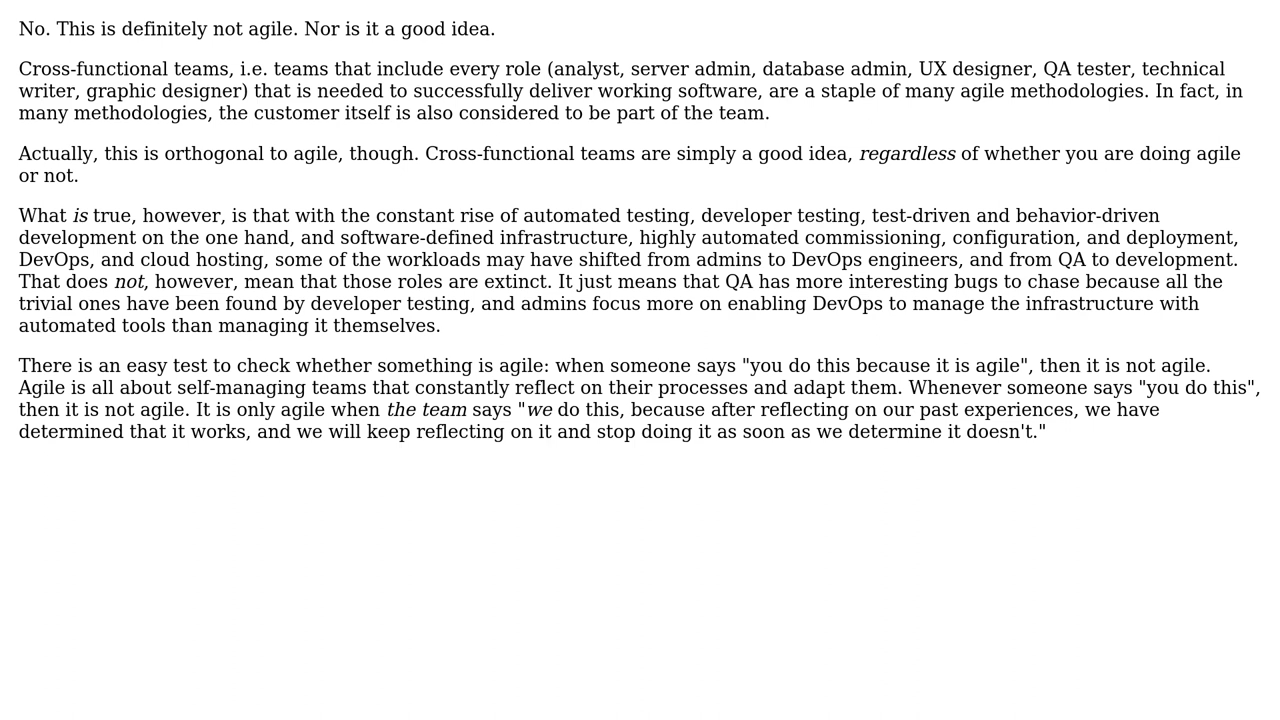 No. This is definitely not agile. Nor is it a good idea.
Cross-functional teams, i.e. teams that include every role (analyst, server admin, database admin, UX designer, QA tester, technical
writer, graphic designer) that is needed to successfully deliver working software, are a staple of many agile methodologies. In fact, in
many methodologies, the customer itself is also considered to be part of the team.
Actually, this is orthogonal to agile, though. Cross-functional teams are simply a good idea, regardless of whether you are doing agile
or not.
What is true, however, is that with the constant rise of automated testing, developer testing, test-driven and behavior-driven
development on the one hand, and software-defined infrastructure, highly automated commissioning, configuration, and deployment,
DevOps, and cloud hosting, some of the workloads may have shifted from admins to DevOps engineers, and from QA to development.
That does not, however, mean that those roles are extinct. It just means that QA has more interesting bugs to chase because all the
trivial ones have been found by developer testing, and admins focus more on enabling DevOps to manage the infrastructure with
automated tools than managing it themselves.
There is an easy test to check whether something is agile: when someone says "you do this because it is agile", then it is not agile.
Agile is all about self-managing teams that constantly reflect on their processes and adapt them. Whenever someone says "you do this",
then it is not agile. It is only agile when the team says "we do this, because after reflecting on our past experiences, we have
determined that it works, and we will keep reflecting on it and stop doing it as soon as we determine it doesn't."